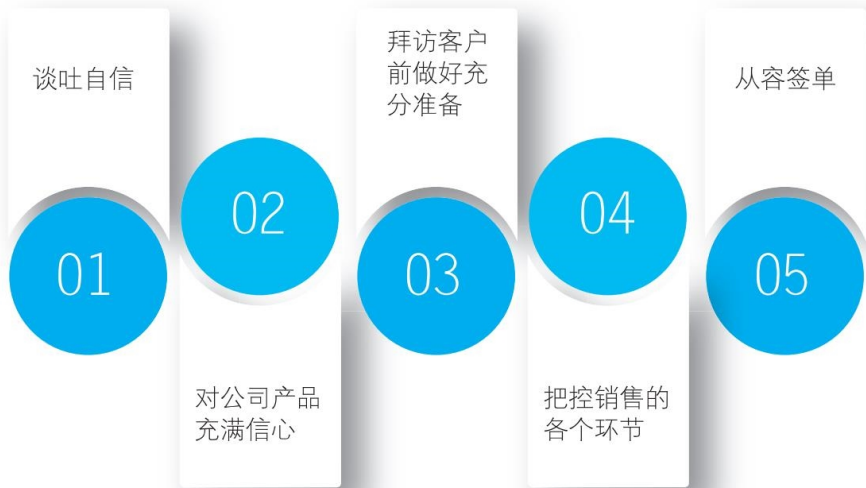 01
谈吐自信
02
对公司产品
充满信心
03
拜访客户
前做好充
分准备
04
把控销售的
各个环节
05
从容签单